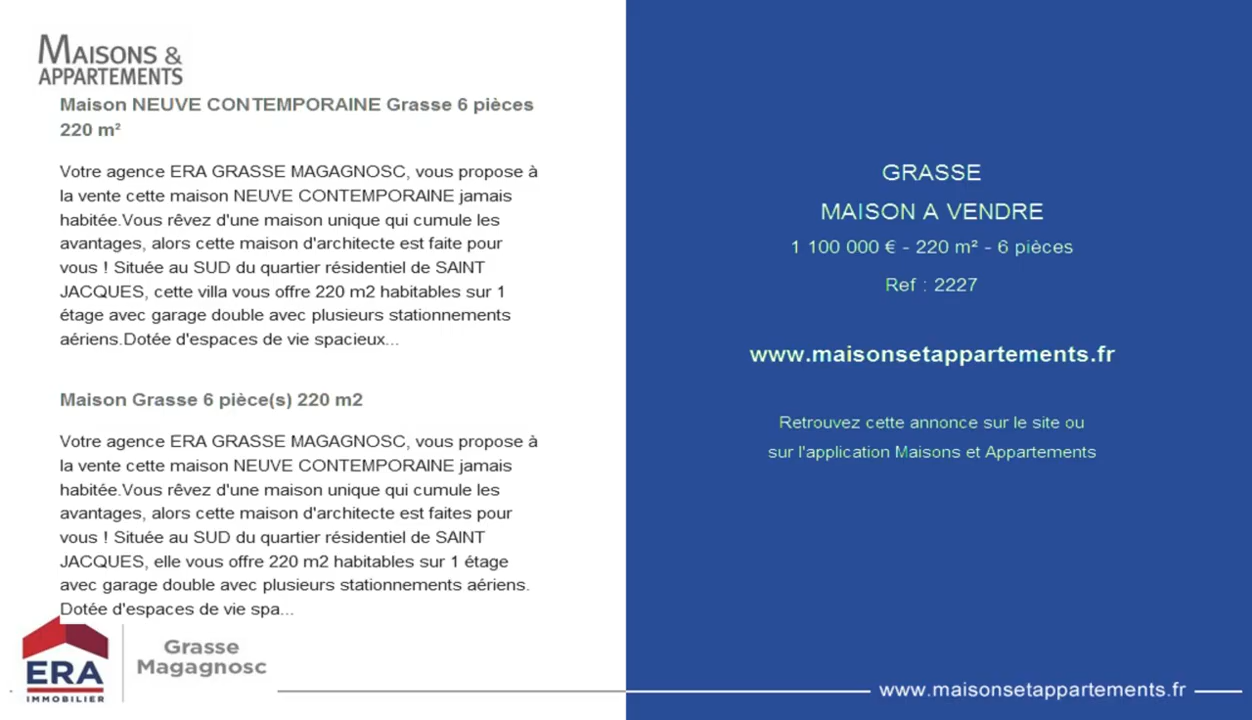 MAISONS &
APPARTEMENTS
Maison NEUVE CONTEMPORAINE Grasse 6 pièces
220 m²
Votre agence ERA GRASSE MAGAGNOSC, vous propose à
la vente cette maison NEUVE CONTEMPORAINE jamais
habitée.Vous rêvez d'une maison unique qui cumule les
avantages, alors cette maison d'architecte est faite pour
vous ! Située au SUD du quartier résidentiel de SAINT
JACQUES, cette villa vous offre 220 m2 habitables sur 1
étage avec garage double avec plusieurs stationnements
aériens.Dotée d'espaces de vie spacieux...
Maison Grasse 6 pièce(s) 220 m2
Votre agence ERA GRASSE MAGAGNOSC, vous propose à
la vente cette maison NEUVE CONTEMPORAINE jamais
habitée.Vous rêvez d'une maison unique qui cumule les
avantages, alors cette maison d'architecte est faites pour
vous ! Située au SUD du quartier résidentiel de SAINT
JACQUES, elle vous offre 220 m2 habitables sur 1 étage
avec garage double avec plusieurs stationnements aériens.
Dotée d'espaces de vie spa...
ERA
IMMOBILIER
Grasse
Magagnosc
GRASSE
MAISON A VENDRE
1 100 000 € - 220 m² - 6 pièces
Ref : 2227
www.maisonsetappartements.fr
Retrouvez cette annonce sur le site ou
sur l'application Maisons et Appartements
www.maisonsetappartements.fr